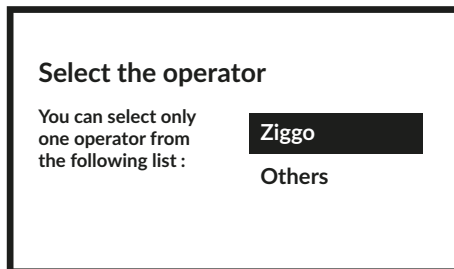 Select the operator
You can select only
one operator from
the following list :
Ziggo
Others